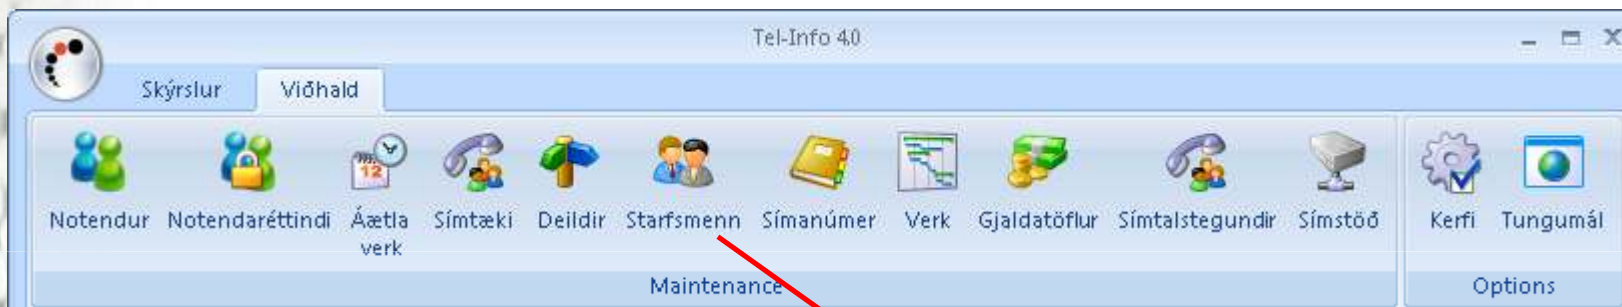 Tel-Info 4.0
Skýrslur Viðhald
Notendur Notendaréttindi Áætla verk Símtæki Deildir Starfsmenn Símanúmer Verk Gjaldatöflur Símtalstegundir Símstöð Kerfi Tungumál
Maintenance Options